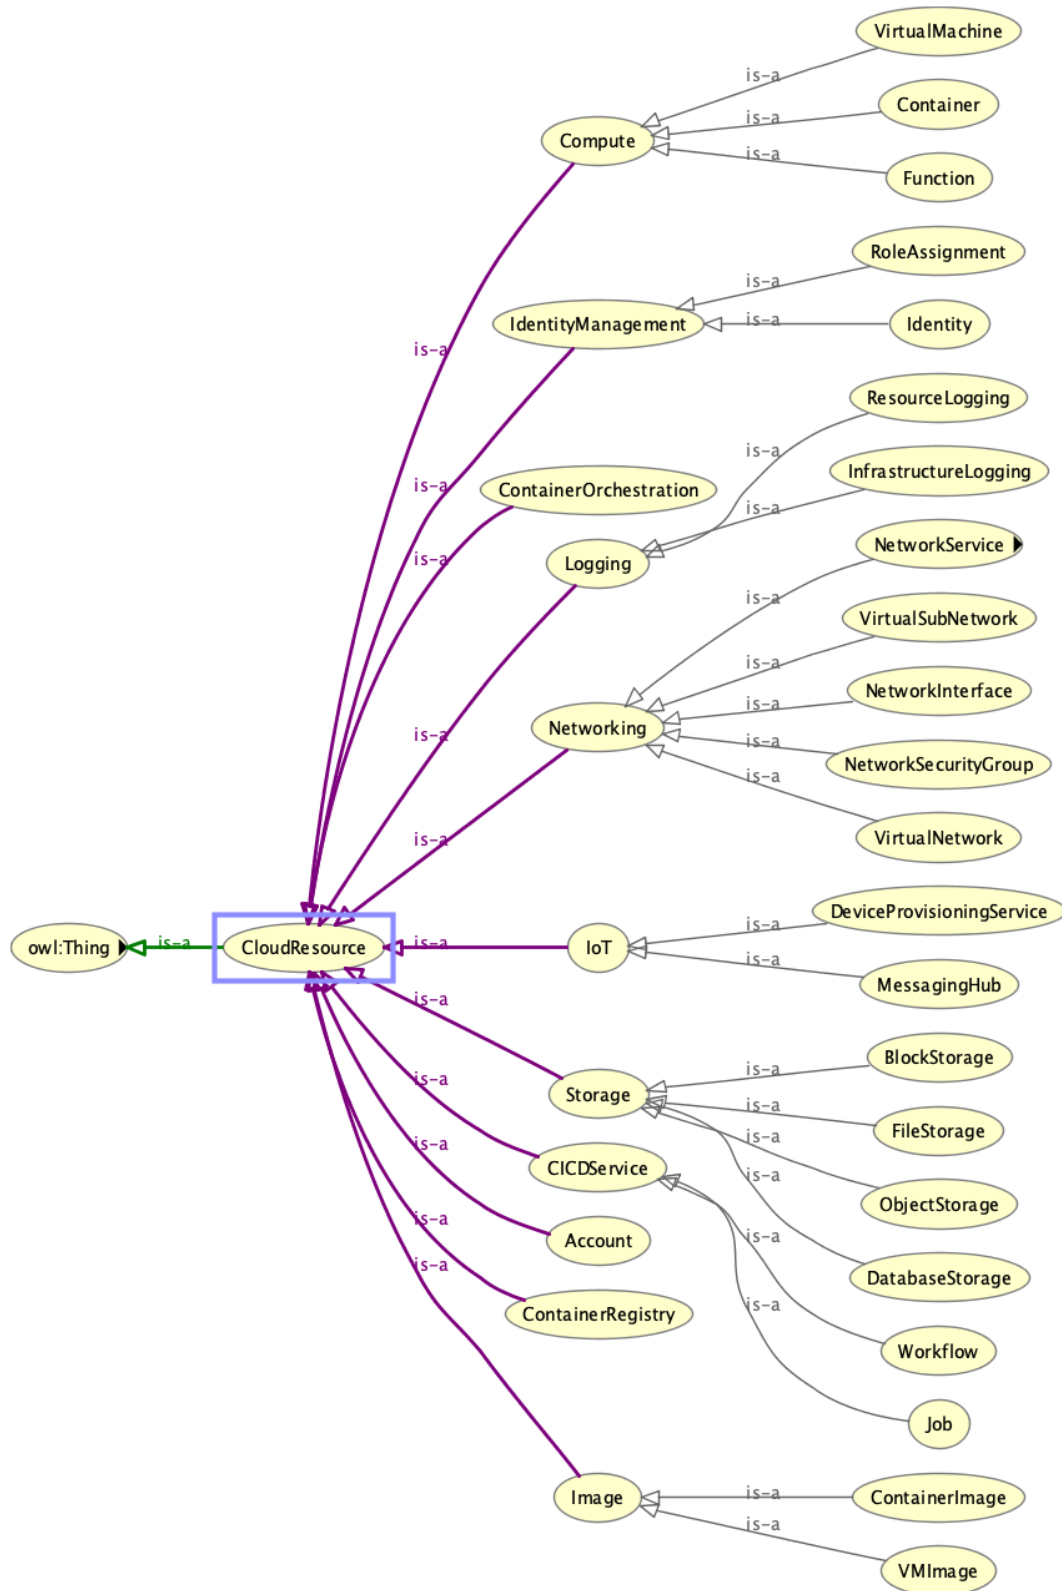 VirtualMachine
is-a
Container
is-a
Compute
is-a
Function
RoleAssignment
is-a
IdentityManagement
is-a
Identity
is-a
ResourceLogging
is-a
InfrastructureLogging
is-a
ContainerOrchestration
is-a
is-a
NetworkService
is-a
Logging
is-a
VirtualSubNetwork
is-a
NetworkInterface
is-a
Networking
is-a
is-a
NetworkSecurityGroup
is-a
VirtualNetwork
is-a
DeviceProvisioningService
is-a
owl:Thing
is-a
CloudResource
is-a
IoT
is-a
MessagingHub
is-a
BlockStorage
is-a
is-a
Storage
is-a
FileStorage
is-a
is-a
CICDService
is-a
ObjectStorage
is-a
Account
is-a
DatabaseStorage
is-a
ContainerRegistry
is-a
Workflow
Job
Image
is-a
ContainerImage
is-a
VMImage